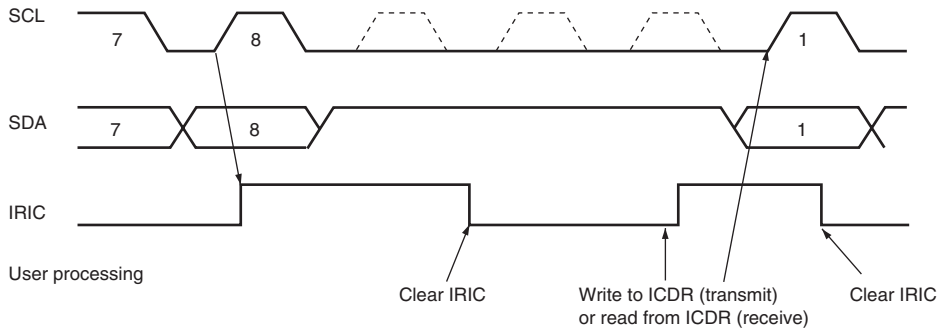 SCL
7
8
1
SDA
7
8
1
IRIC
User processing
Clear IRIC
Write to ICDR (transmit)
or read from ICDR (receive)
Clear IRIC